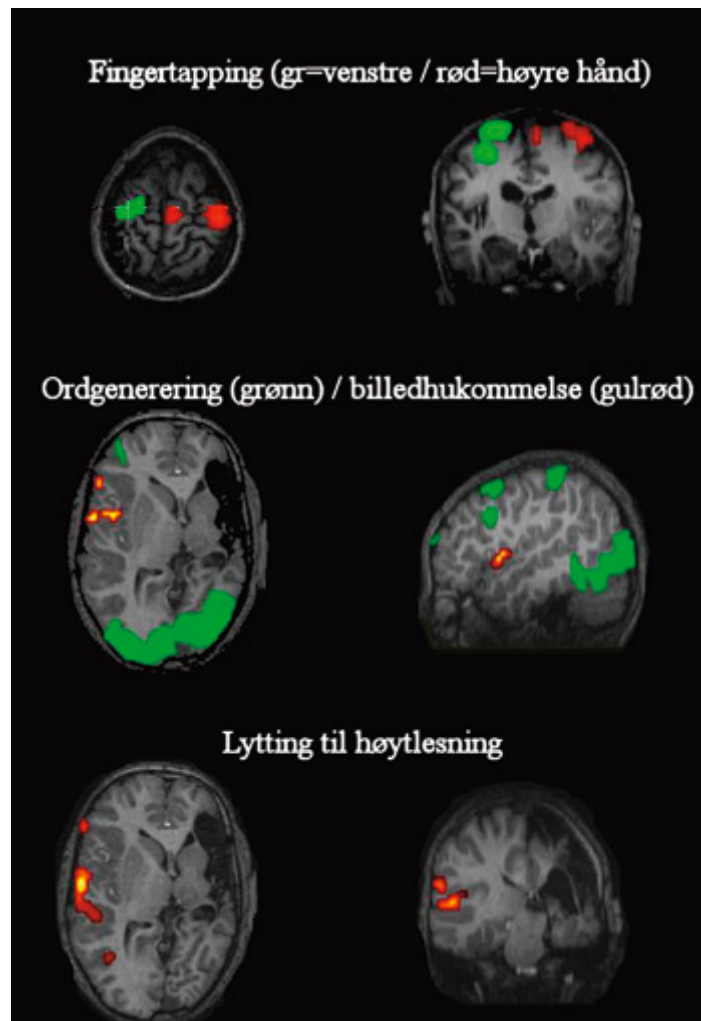 Fingertapping (gr=venstre / rød=høyre hånd)
Ordgenerering (grønn) / billedhukommelse (gulrød)
Lytting til høytlesning